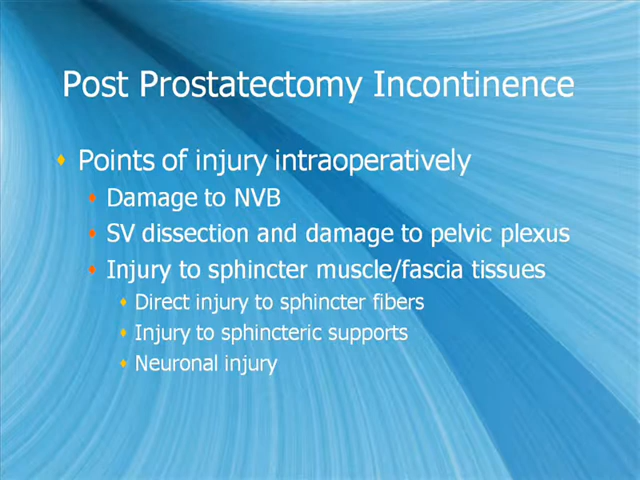 Post Prostatectomy Incontinence
Points of injury intraoperatively
Damage to NVB
SV dissection and damage to pelvic plexus
Injury to sphincter muscle/fascia tissues
Direct injury to sphincter fibers
Injury to sphincteric supports
Neuronal injury